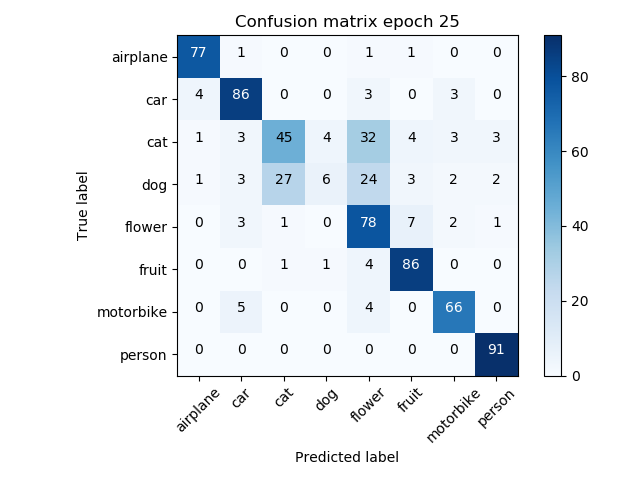 Confusion matrix epoch 25
airplane 77 1 0 0 1 1 0 0
car 4 86 0 0 3 0 3 0
cat 1 3 45 4 32 4 3 3
dog 1 3 27 6 24 3 2 2
flower 0 3 1 0 78 7 2 1
fruit 0 0 1 1 4 86 0 0
motorbike 0 5 0 0 4 0 66 0
person 0 0 0 0 0 0 0 91
airplane car cat dog flower fruit motorbike person
Predicted label
True label
80
60
40
20
0